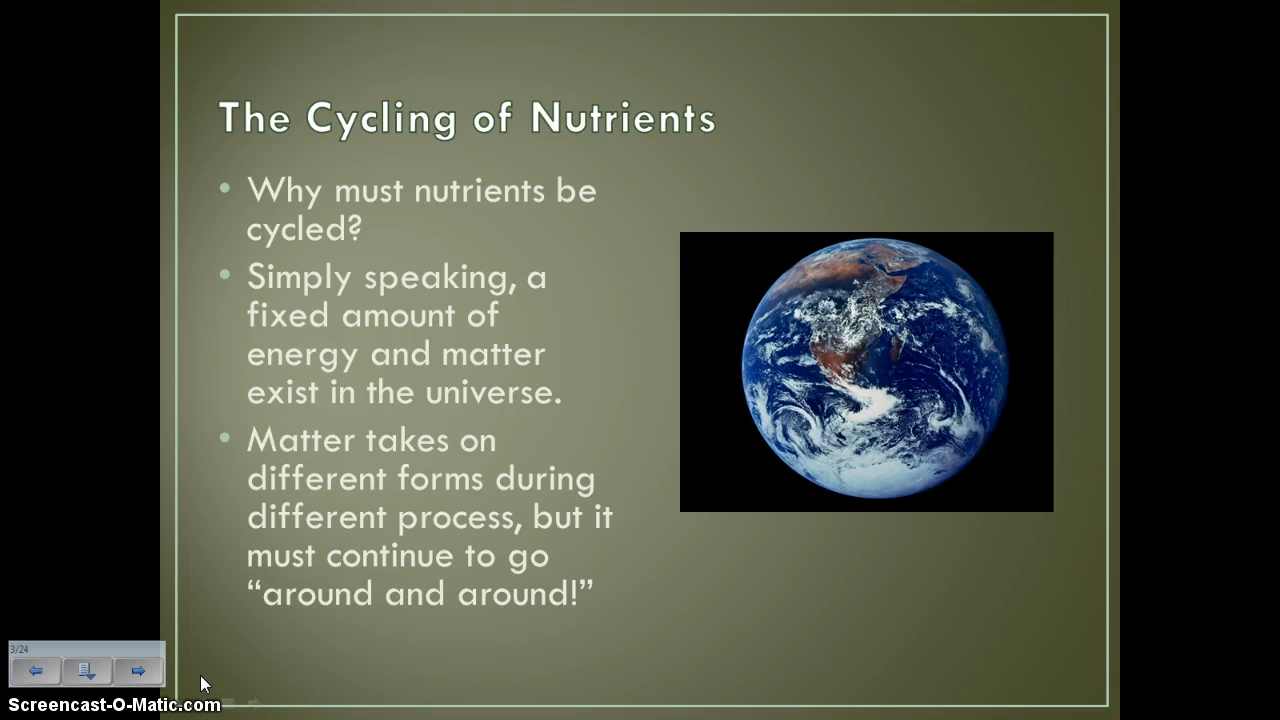 The Cycling of Nutrients
• Why must nutrients be
cycled?
• Simply speaking, a
fixed amount of
energy and matter
exist in the universe.
• Matter takes on
different forms during
different process, but it
must continue to go
“around and around!”
3/24
Screencast-O-Matic.com